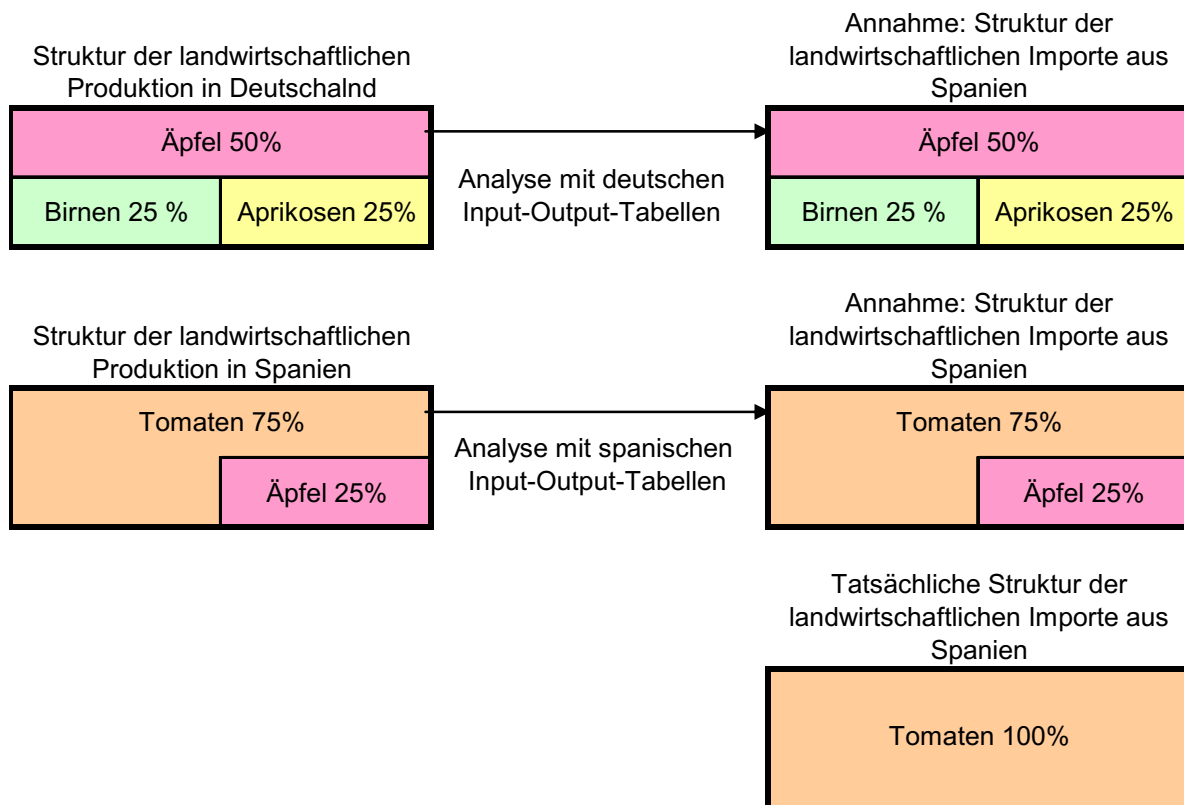 Struktur der landwirtschaftlichen
Produktion in Deutschalnd
Äpfel 50%
Birnen 25 %
Aprikosen 25%
Analyse mit deutschen
Input-Output-Tabellen
Annahme: Struktur der
landwirtschaftlichen Importe aus
Spanien
Äpfel 50%
Birnen 25 %
Aprikosen 25%
Struktur der landwirtschaftlichen
Produktion in Spanien
Tomaten 75%
Äpfel 25%
Analyse mit spanischen
Input-Output-Tabellen
Annahme: Struktur der
landwirtschaftlichen Importe aus
Spanien
Tomaten 75%
Äpfel 25%
Tatsächliche Struktur der
landwirtschaftlichen Importe aus
Spanien
Tomaten 100%